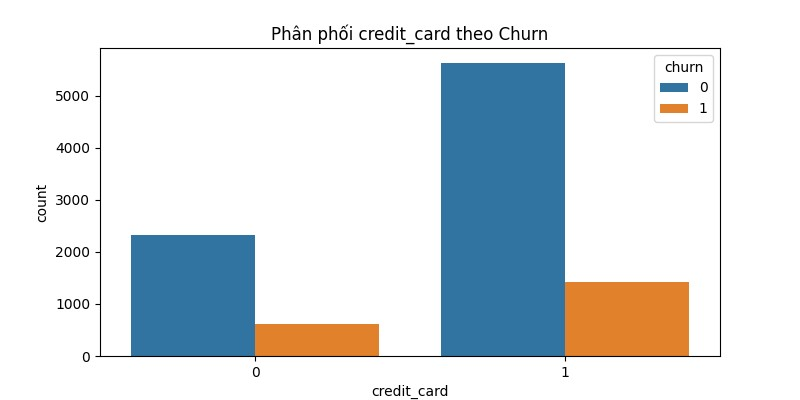 Phân phối credit_card theo Churn
churn
0
1
5000
4000
3000
2000
1000
0
count
0 1
credit_card